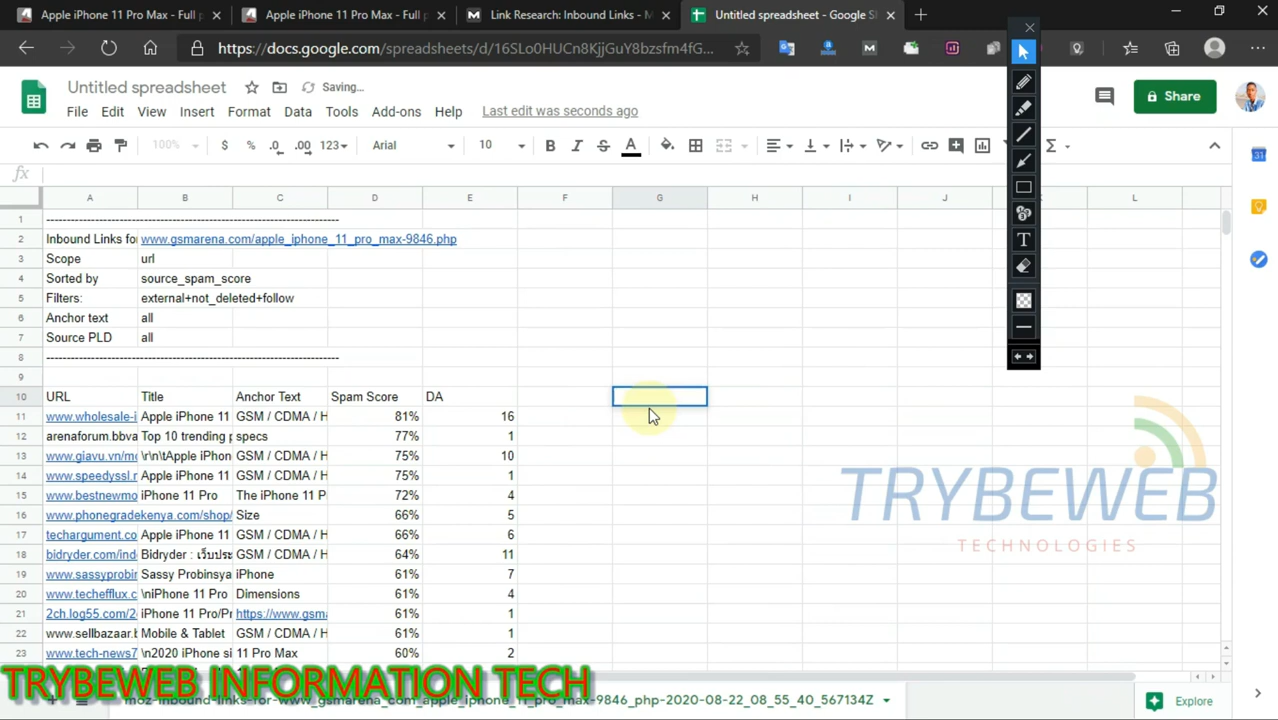 Apple iPhone 11 Pro Max - Full p
Apple iPhone 11 Pro Max - Full p
Link Research: Inbound Links - M
Untitled spreadsheet - Google S
https://docs.google.com/spreadsheets/d/16SLo0HUCn8KjjGuY8bzsfm4fG...
Untitled spreadsheet
Saving...
File Edit View Insert Format Data Tools Add-ons Help Last edit was seconds ago
Share
100% $ % .0 .00 123 Arial 10 B I S A Σ
fx
A B C D E F G H I J L
1 ----------------------------------------------------------------------
2 Inbound Links for www.gsmarena.com/apple_iphone_11_pro_max-9846.php
3 Scope url
4 Sorted by source_spam_score
5 Filters: external+not_deleted+follow
6 Anchor text all
7 Source PLD all
8 ----------------------------------------------------------------------
9
10 URL Title Anchor Text Spam Score DA
11 www.wholesale-i Apple iPhone 11 GSM / CDMA / H 81% 16
12 arenaforum.bbva Top 10 trending p specs 77% 1
13 www.giavu.vn/mo \r\n\tApple iPhon GSM / CDMA / H 75% 10
14 www.speedyssl.r Apple iPhone 11 GSM / CDMA / H 75% 1
15 www.bestnewmo iPhone 11 Pro The iPhone 11 P 72% 4
16 www.phonegradekenya.com/shop/ Size 66% 5
17 techargument.co Apple iPhone 11 GSM / CDMA / H 66% 6
18 bidryder.com/ind Bidryder : เว็บประ GSM / CDMA / H 64% 11
19 www.sassyprobin Sassy Probinsya iPhone 61% 7
20 www.techefflux.c \niPhone 11 Pro Dimensions 61% 4
21 2ch.log55.com/2 iPhone 11 Pro/Pr https://www.gsm 61% 1
22 www.sellbazaar.b Mobile & Tablet GSM / CDMA / H 61% 1
23 www.tech-news7 \n2020 iPhone si 11 Pro Max 60% 2
TRYBEWEB
TECHNOLOGIES
TRYBEWEB INFORMATION TECH
moz-inbound-links-for-www_gsmarena_com_apple_iphone_11_pro_max-9846_php-2020-08-22_08_55_40_567134Z
Explore